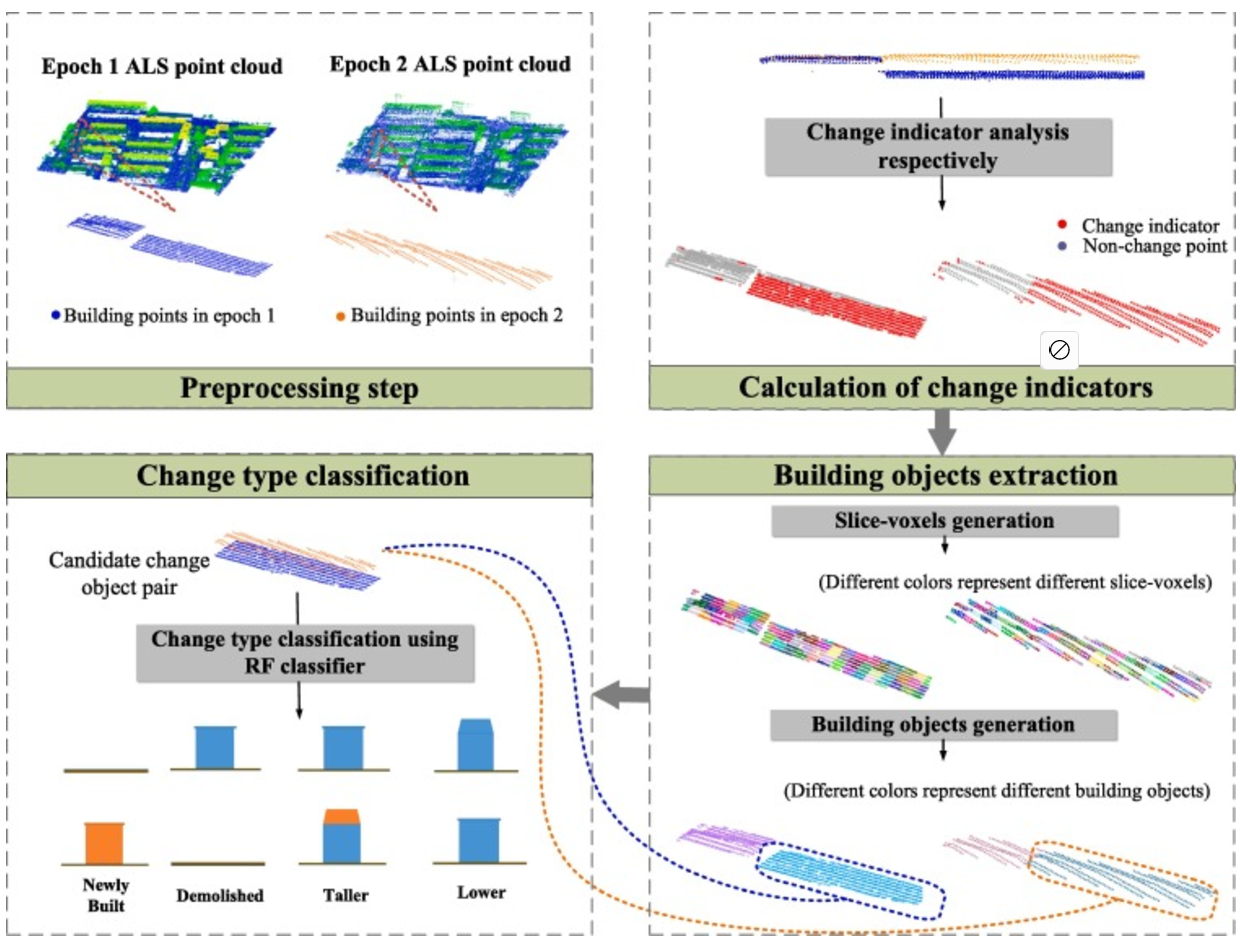 Epoch 1 ALS point cloud
Epoch 2 ALS point cloud
Building points in epoch 1
Building points in epoch 2
Preprocessing step
Change indicator analysis
respectively
Change indicator
Non-change point
Calculation of change indicators
Building objects extraction
Slice-voxels generation
(Different colors represent different slice-voxels)
Building objects generation
(Different colors represent different building objects)
Change type classification
Candidate change
object pair
Change type classification using
RF classifier
Newly
Built
Demolished
Taller
Lower